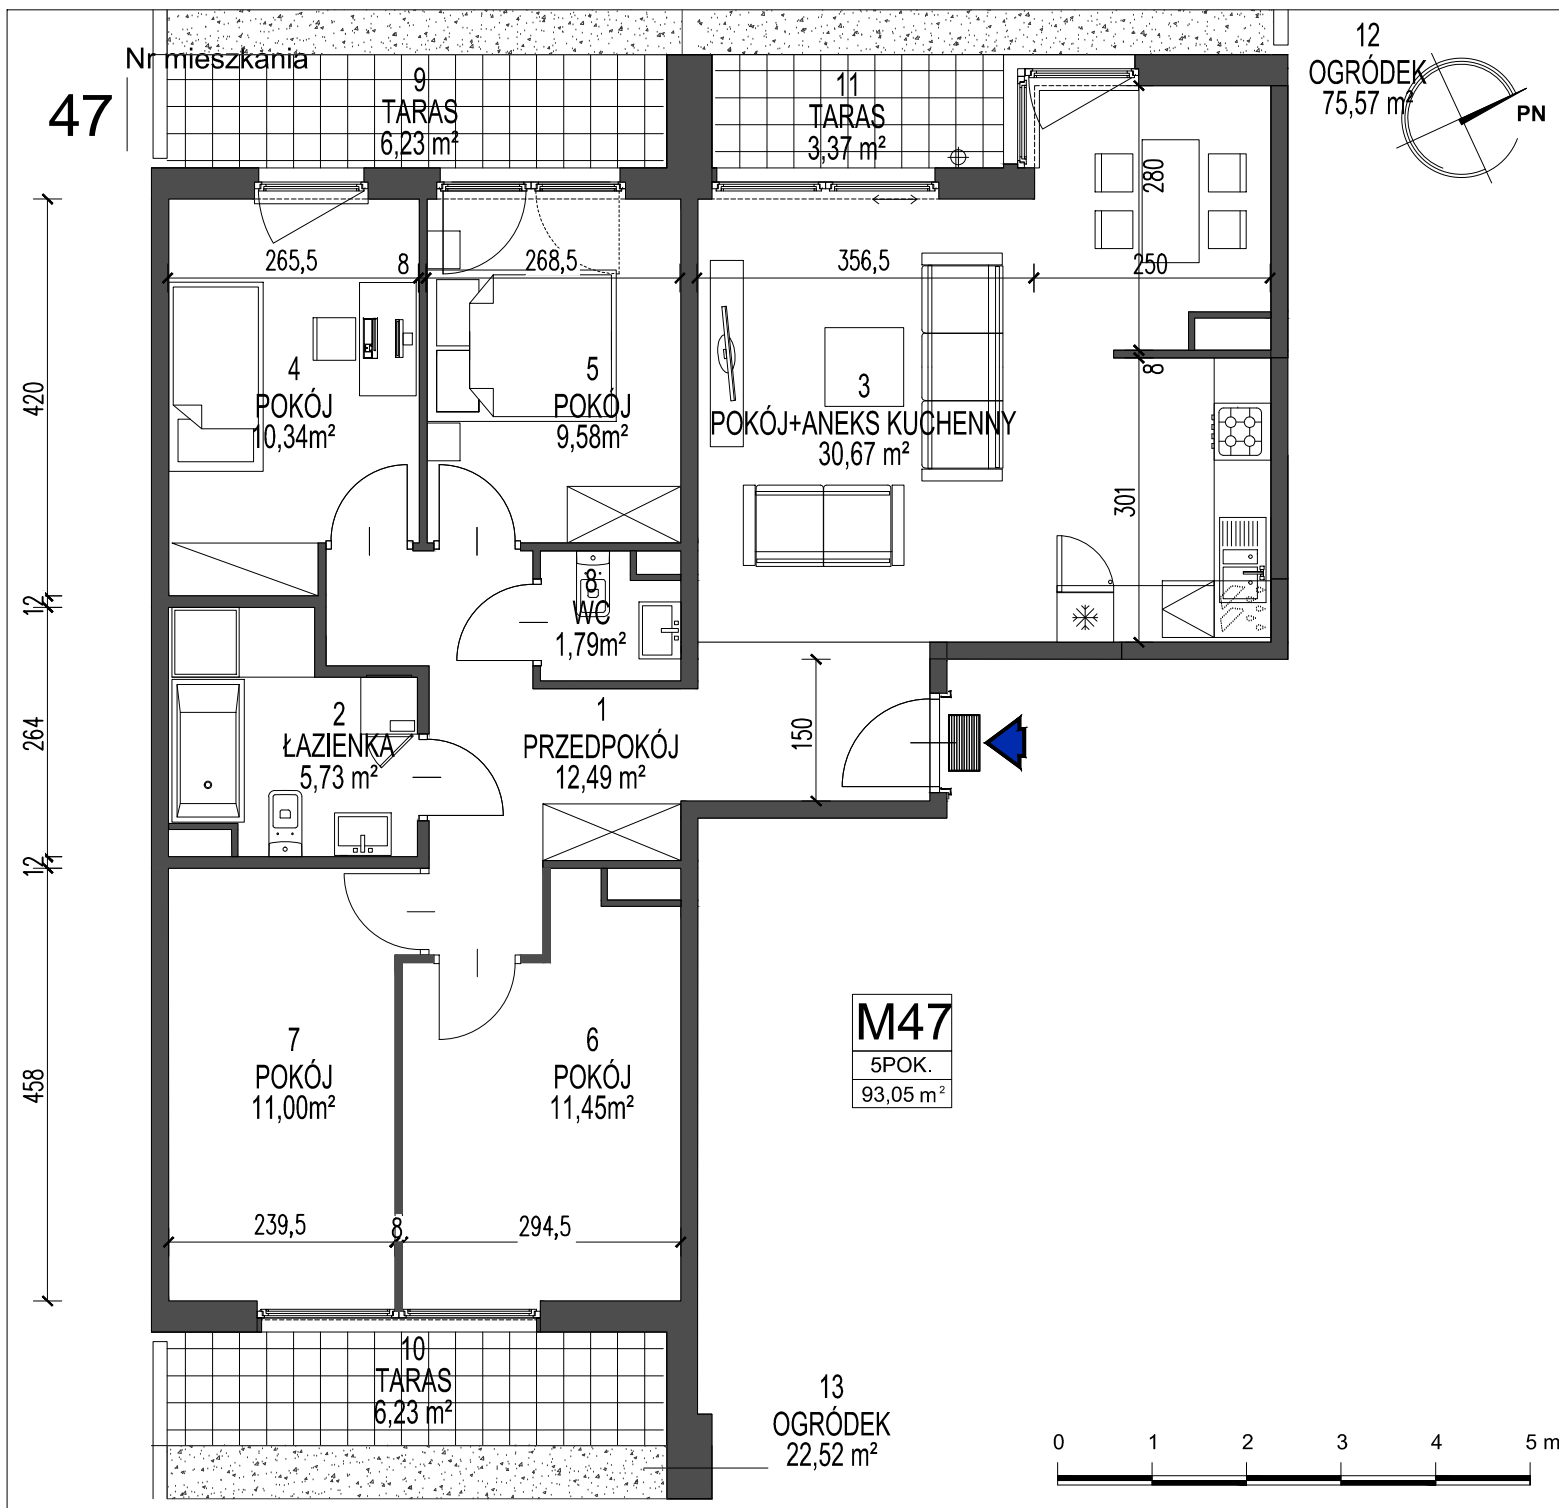 Nr mieszkania
47
9
TARAS
6,23 m²
11
TARAS
3,37 m²
12
OGRÓDEK
75,57 m²
PN
280
265,5
8
268,5
356,5
250
420
4
POKÓJ
10,34m²
5
POKÓJ
9,58m²
3
POKÓJ+ANEKS KUCHENNY
30,67 m²
8
301
12
8
WC
1,79m²
264
2
ŁAZIENKA
5,73 m²
1
PRZEDPOKÓJ
12,49 m²
150
12
458
7
POKÓJ
11,00m²
6
POKÓJ
11,45m²
M47
5POK.
93,05 m²
239,5
8
294,5
10
TARAS
6,23 m²
13
OGRÓDEK
22,52 m²
0 1 2 3 4 5 m